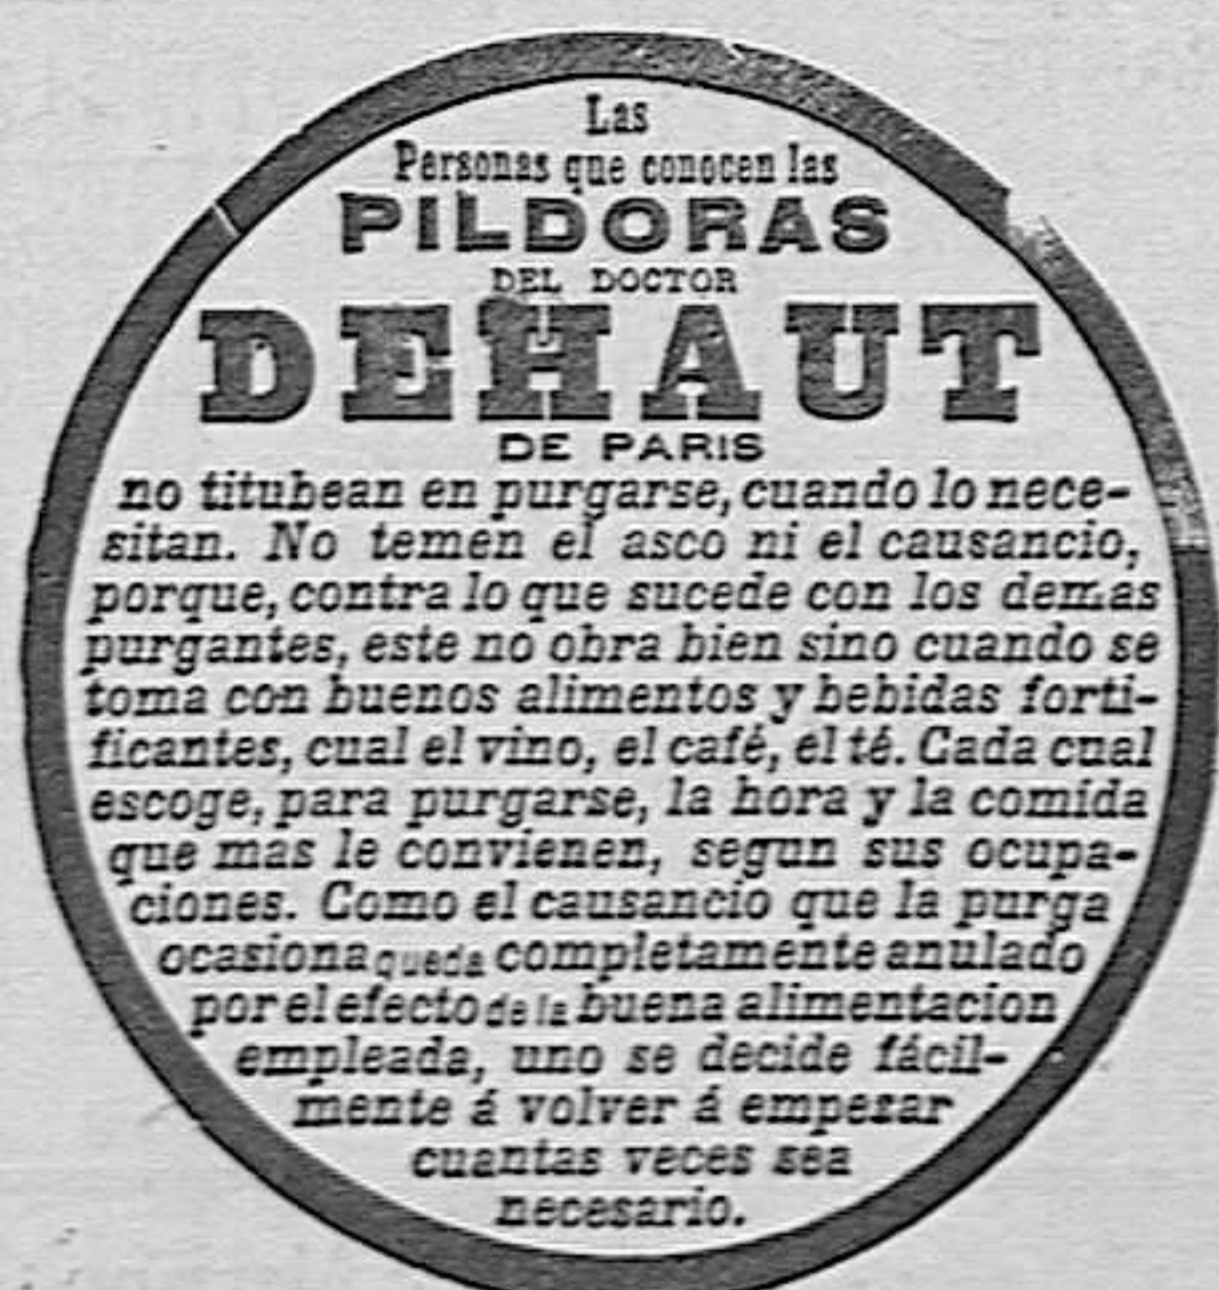 Las
Personas que conocen las
PILDORAS
DEL DOCTOR
DEHAUT
DE PARIS
no titubean en purgarse, cuando lo nece-
sitan. No temen el asco ni el causancio,
porque, contra lo que sucede con los demas
purgantes, este no obra bien sino cuando se
toma con buenos alimentos y bebidas forti-
ficantes, cual el vino, el café, el té. Cada cual
escoge, para purgarse, la hora y la comida
que mas le convienen, segun sus ocupa-
ciones. Como el causancio que la purga
ocasiona queda completamente anulado
por el efecto de la buena alimentacion
empleada, uno se decide fácil-
mente á volver á empezar
cuantas veces sea
necesario.